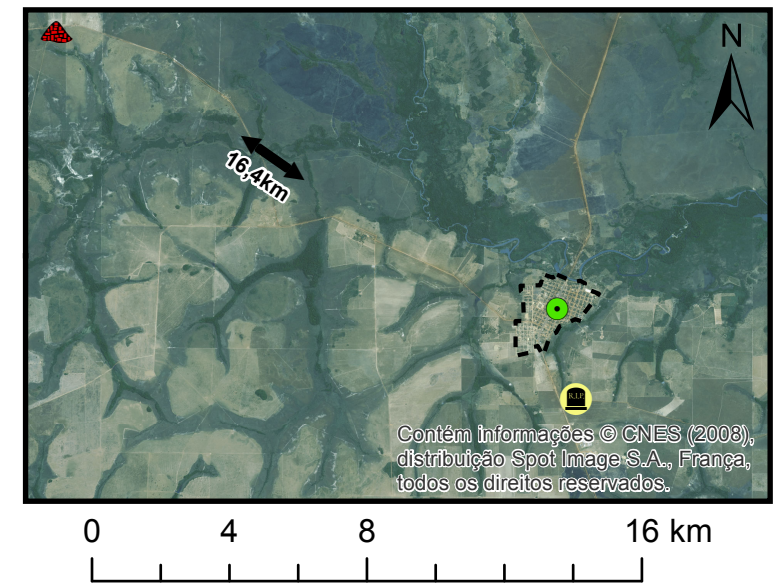 N
16,4km
R.I.P.
Contém informações © CNES (2008),
distribuição Spot Image S.A., França,
todos os direitos reservados.
0 4 8 16 km